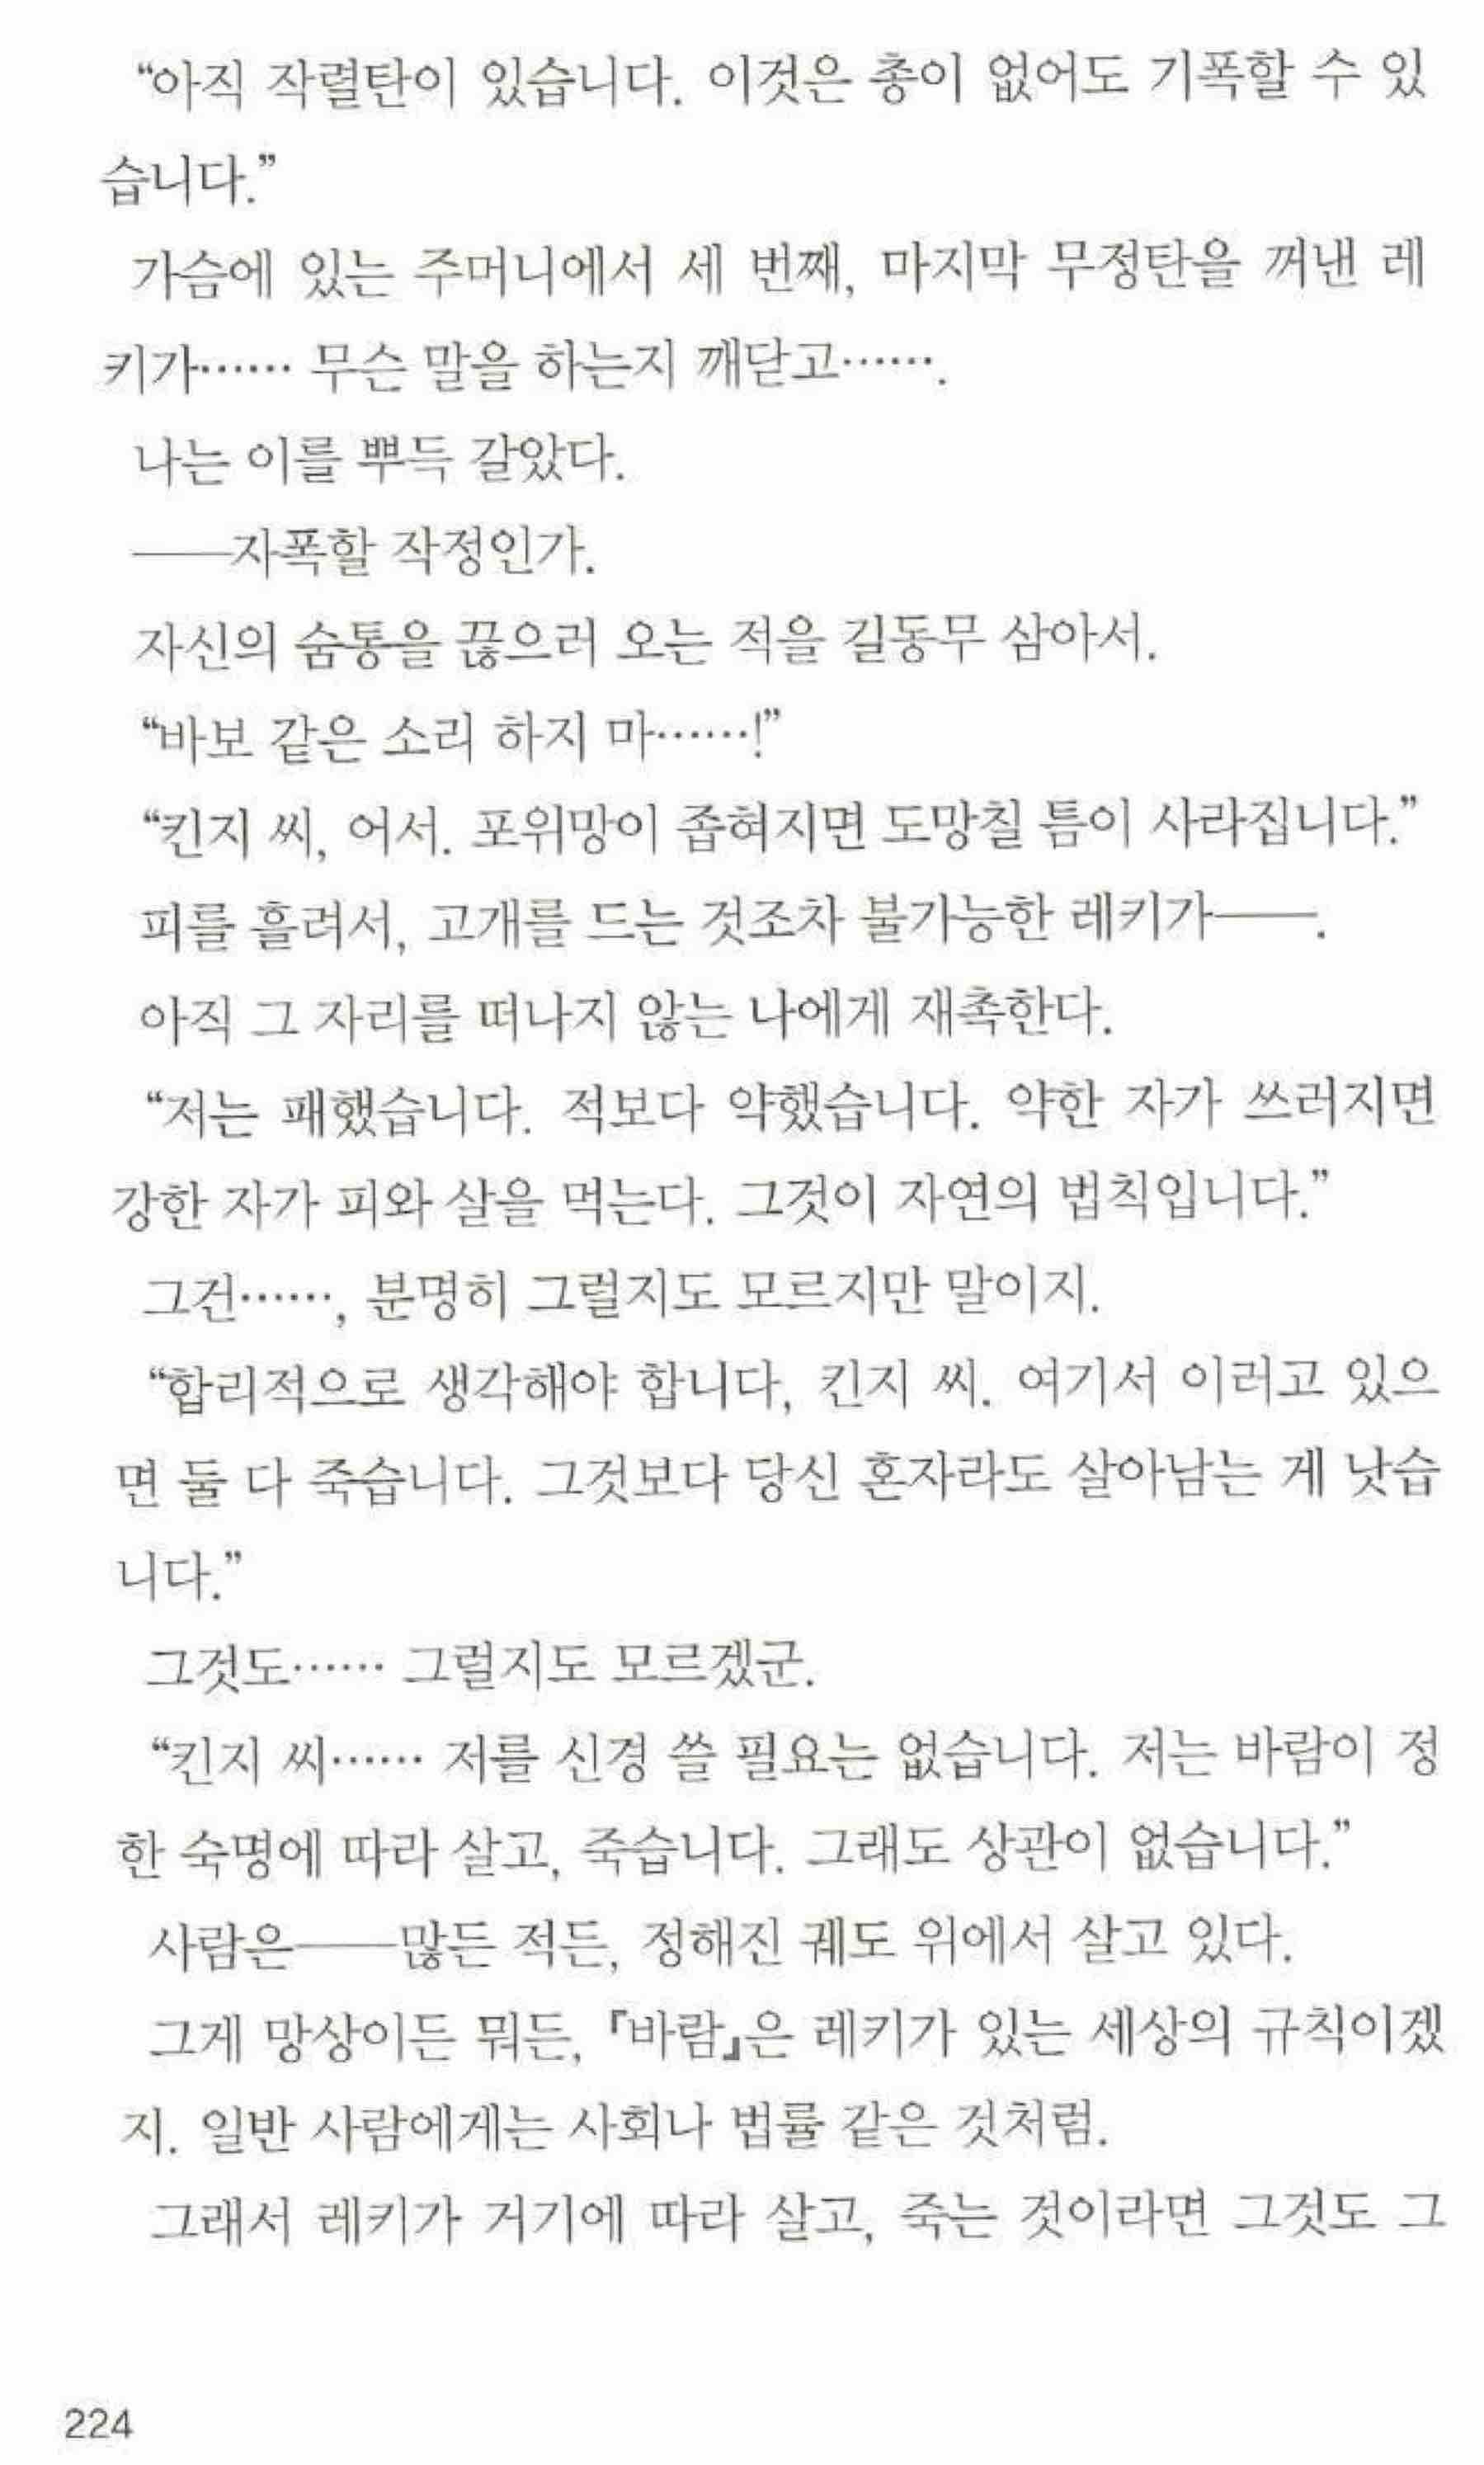 “아직 작렬탄이 있습니다. 이것은 총이 없어도 기폭할 수 있
습니다.”
가슴에 있는 주머니에서 세 번째, 마지막 무정탄을 꺼낸 레
키가…… 무슨 말을 하는지 깨닫고…….
나는 이를 뿌득 갈았다.
──자폭할 작정인가.
자신의 숨통을 끊으러 오는 적을 길동무 삼아서.
“바보 같은 소리 하지 마……!”
“킨지 씨, 어서. 포위망이 좁혀지면 도망칠 틈이 사라집니다.”
피를 흘려서, 고개를 드는 것조차 불가능한 레키가──.
아직 그 자리를 떠나지 않는 나에게 재촉한다.
“저는 패했습니다. 적보다 약했습니다. 약한 자가 쓰러지면
강한 자가 피와 살을 먹는다. 그것이 자연의 법칙입니다.”
그건……, 분명히 그럴지도 모르지만 말이지.
“합리적으로 생각해야 합니다, 킨지 씨. 여기서 이러고 있으
면 둘 다 죽습니다. 그것보다 당신 혼자라도 살아남는 게 낫습
니다.”
그것도…… 그럴지도 모르겠군.
“킨지 씨…… 저를 신경 쓸 필요는 없습니다. 저는 바람이 정
한 숙명에 따라 살고, 죽습니다. 그래도 상관이 없습니다.”
사람은──많든 적든, 정해진 궤도 위에서 살고 있다.
그게 망상이든 뭐든, 『바람』은 레키가 있는 세상의 규칙이겠
지. 일반 사람에게는 사회나 법률 같은 것처럼.
그래서 레키가 거기에 따라 살고, 죽는 것이라면 그것도 그
224